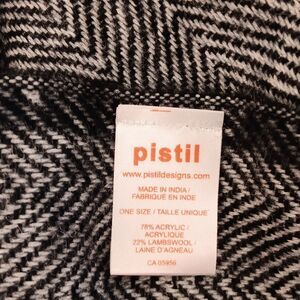 pistil
www.pistildesigns.com
MADE IN INDIA /
FABRIQUÉ EN INDE
ONE SIZE / TAILLE UNIQUE
78% ACRYLIC /
ACRYLIQUE
22% LAMBSWOOL /
LAINE D'AGNEAU
CA 05956